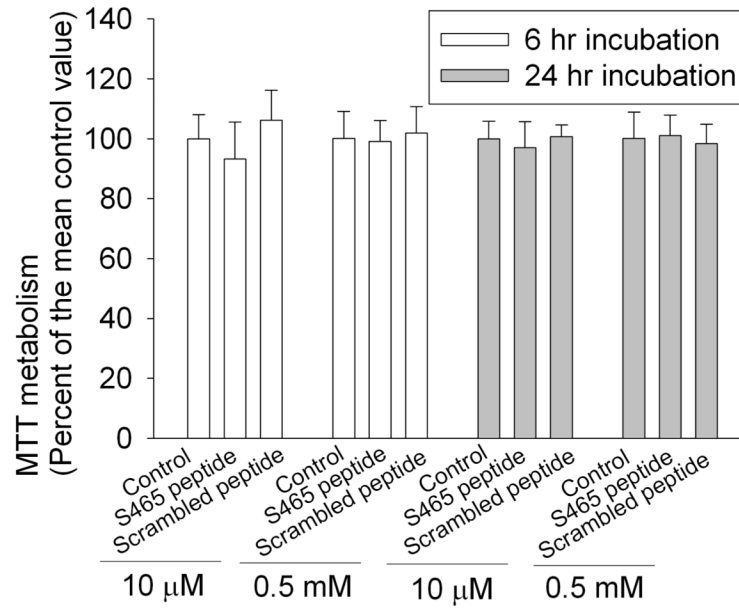 140
120
100
80
60
40
20
0
MTT metabolism
(Percent of the mean control value)
6 hr incubation
24 hr incubation
Control
S465 peptide
Scrambled peptide
Control
S465 peptide
Scrambled peptide
Control
S465 peptide
Scrambled peptide
Control
S465 peptide
Scrambled peptide
10 μM
0.5 mM
10 μM
0.5 mM